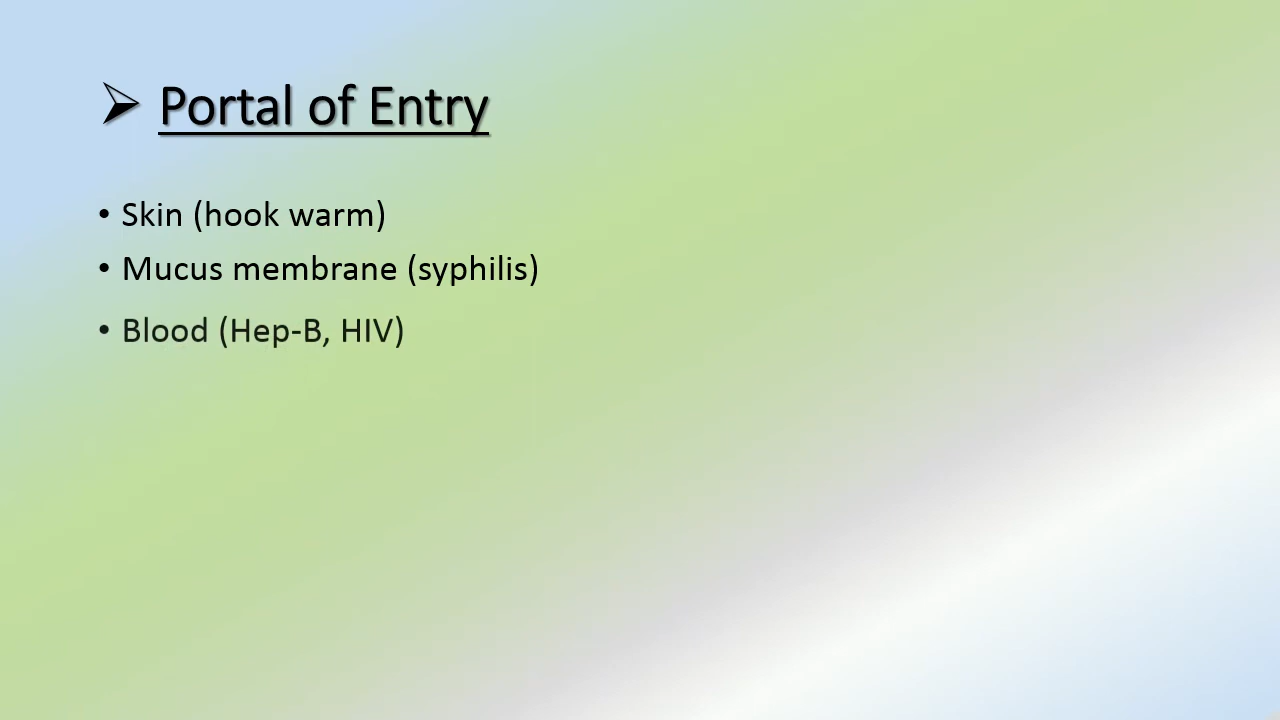 ➢ Portal of Entry
• Skin (hook warm)
• Mucus membrane (syphilis)
• Blood (Hep-B, HIV)